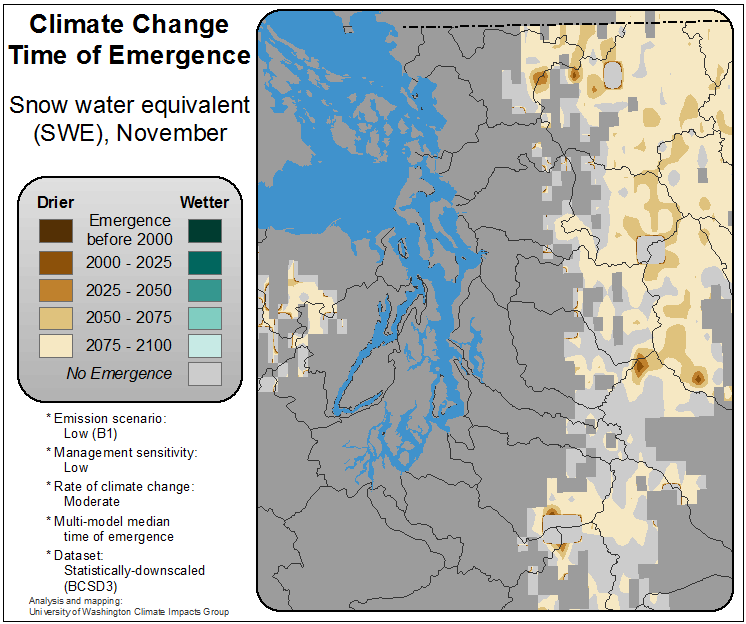 Climate Change
Time of Emergence
Snow water equivalent
(SWE), November
Drier
Wetter
Emergence
before 2000
2000 - 2025
2025 - 2050
2050 - 2075
2075 - 2100
No Emergence
* Emission scenario:
Low (B1)
* Management sensitivity:
Low
* Rate of climate change:
Moderate
* Multi-model median
time of emergence
* Dataset:
Statistically-downscaled
(BCSD3)
Analysis and mapping:
University of Washington Climate Impacts Group